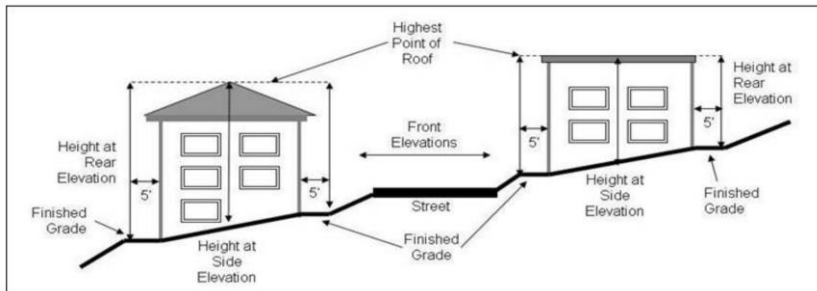 Highest
Point of
Roof
Height at
Rear
Elevation
5'
5'
Finished
Grade
Height at
Side
Elevation
Front
Elevations
Street
Finished
Grade
5'
5'
Height at
Rear
Elevation
Height at
Side
Elevation
Finished
Grade